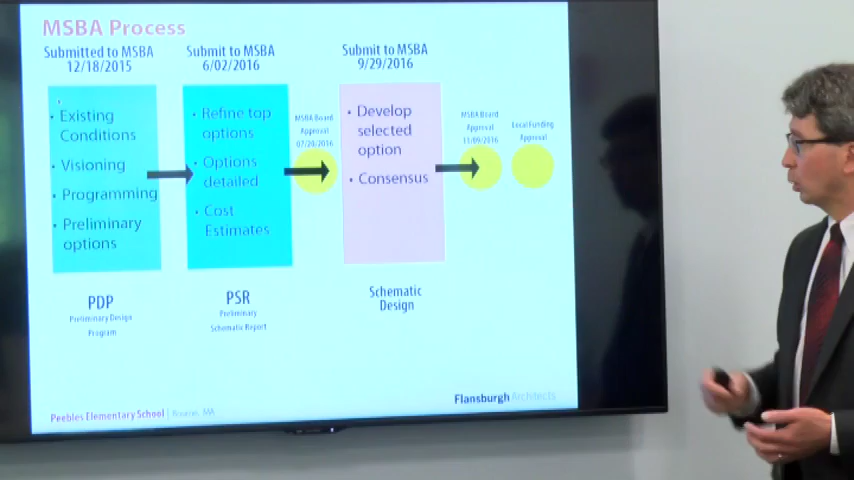 MSBA Process
Submitted to MSBA
12/18/2015
Submit to MSBA
6/02/2016
Submit to MSBA
9/29/2016
• Existing
Conditions
• Visioning
• Programming
• Preliminary
options
• Refine top
options
• Options
detailed
• Cost
Estimates
MSBA Board
Approval
07/20/2016
• Develop
selected
option
• Consensus
MSBA Board
Approval
11/09/2016
Local Funding
Approval
PDP
Preliminary Design
Program
PSR
Preliminary
Schematic Report
Schematic
Design
Peebles Elementary School | Bourne, MA
Flansburgh Architects